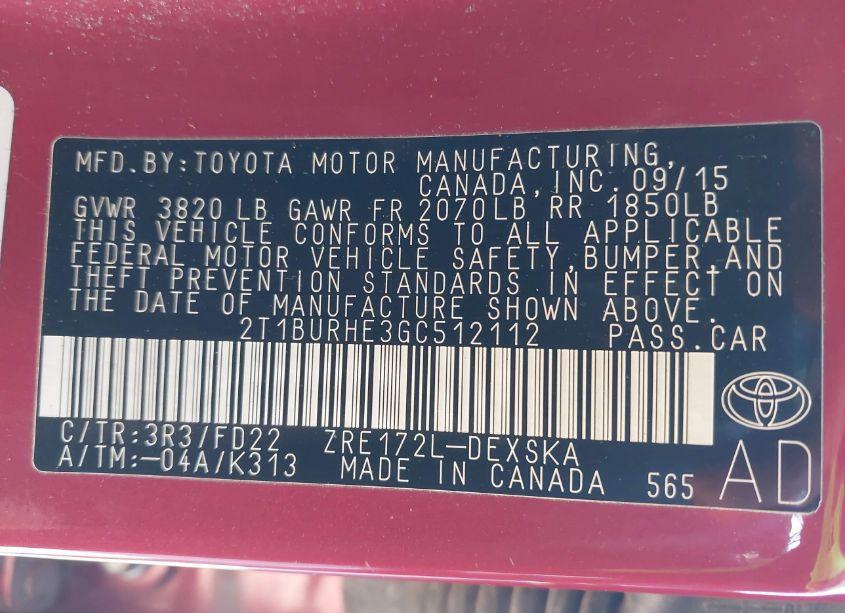 MFD.BY:TOYOTA MOTOR MANUFACTURING,
CANADA,INC.09/15
GVWR 3820 LB GAWR FR 2070LB RR 1850LB
THIS VEHICLE CONFORMS TO ALL APPLICABLE
FEDERAL MOTOR VEHICLE SAFETY,BUMPER,AND
THEFT PREVENTION STANDARDS IN EFFECT ON
THE DATE OF MANUFACTURE SHOWN ABOVE.
2T1BURHE3GC512112 PASS.CAR
C/TR:3R3/FD22 ZRE172L-DEXSKA
A/TM:-04A/K313 MADE IN CANADA 565
AD